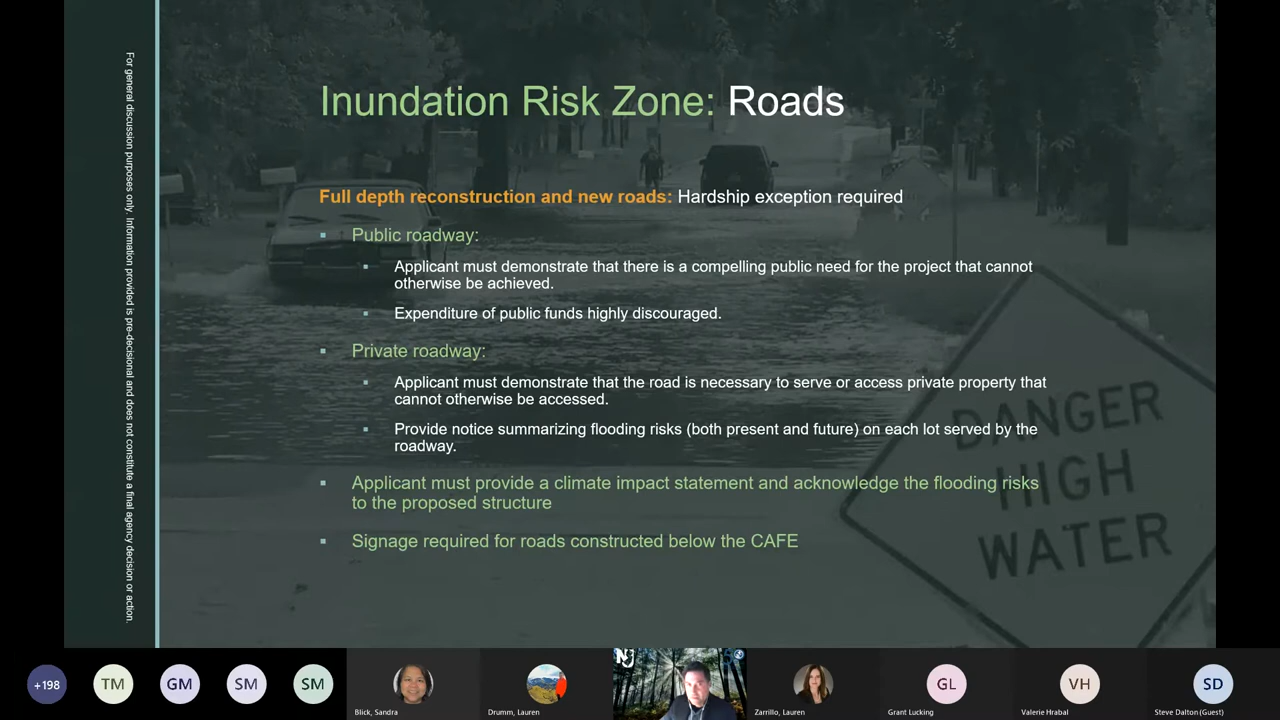 For general discussion purposes only. Information provided is pre-decisional and does not constitute a final agency decision or action.
Inundation Risk Zone: Roads
Full depth reconstruction and new roads: Hardship exception required
▪ Public roadway:
▪ Applicant must demonstrate that there is a compelling public need for the project that cannot
otherwise be achieved.
▪ Expenditure of public funds highly discouraged.
▪ Private roadway:
▪ Applicant must demonstrate that the road is necessary to serve or access private property that
cannot otherwise be accessed.
▪ Provide notice summarizing flooding risks (both present and future) on each lot served by the
roadway.
▪ Applicant must provide a climate impact statement and acknowledge the flooding risks
to the proposed structure
▪ Signage required for roads constructed below the CAFE
DANGER
HIGH
WATER
+198
TM
GM
SM
SM
Blick, Sandra
Drumm, Lauren
NJ
Zarrillo, Lauren
GL
Grant Lucking
VH
Valerie Hrabal
SD
Steve Dalton (Guest)